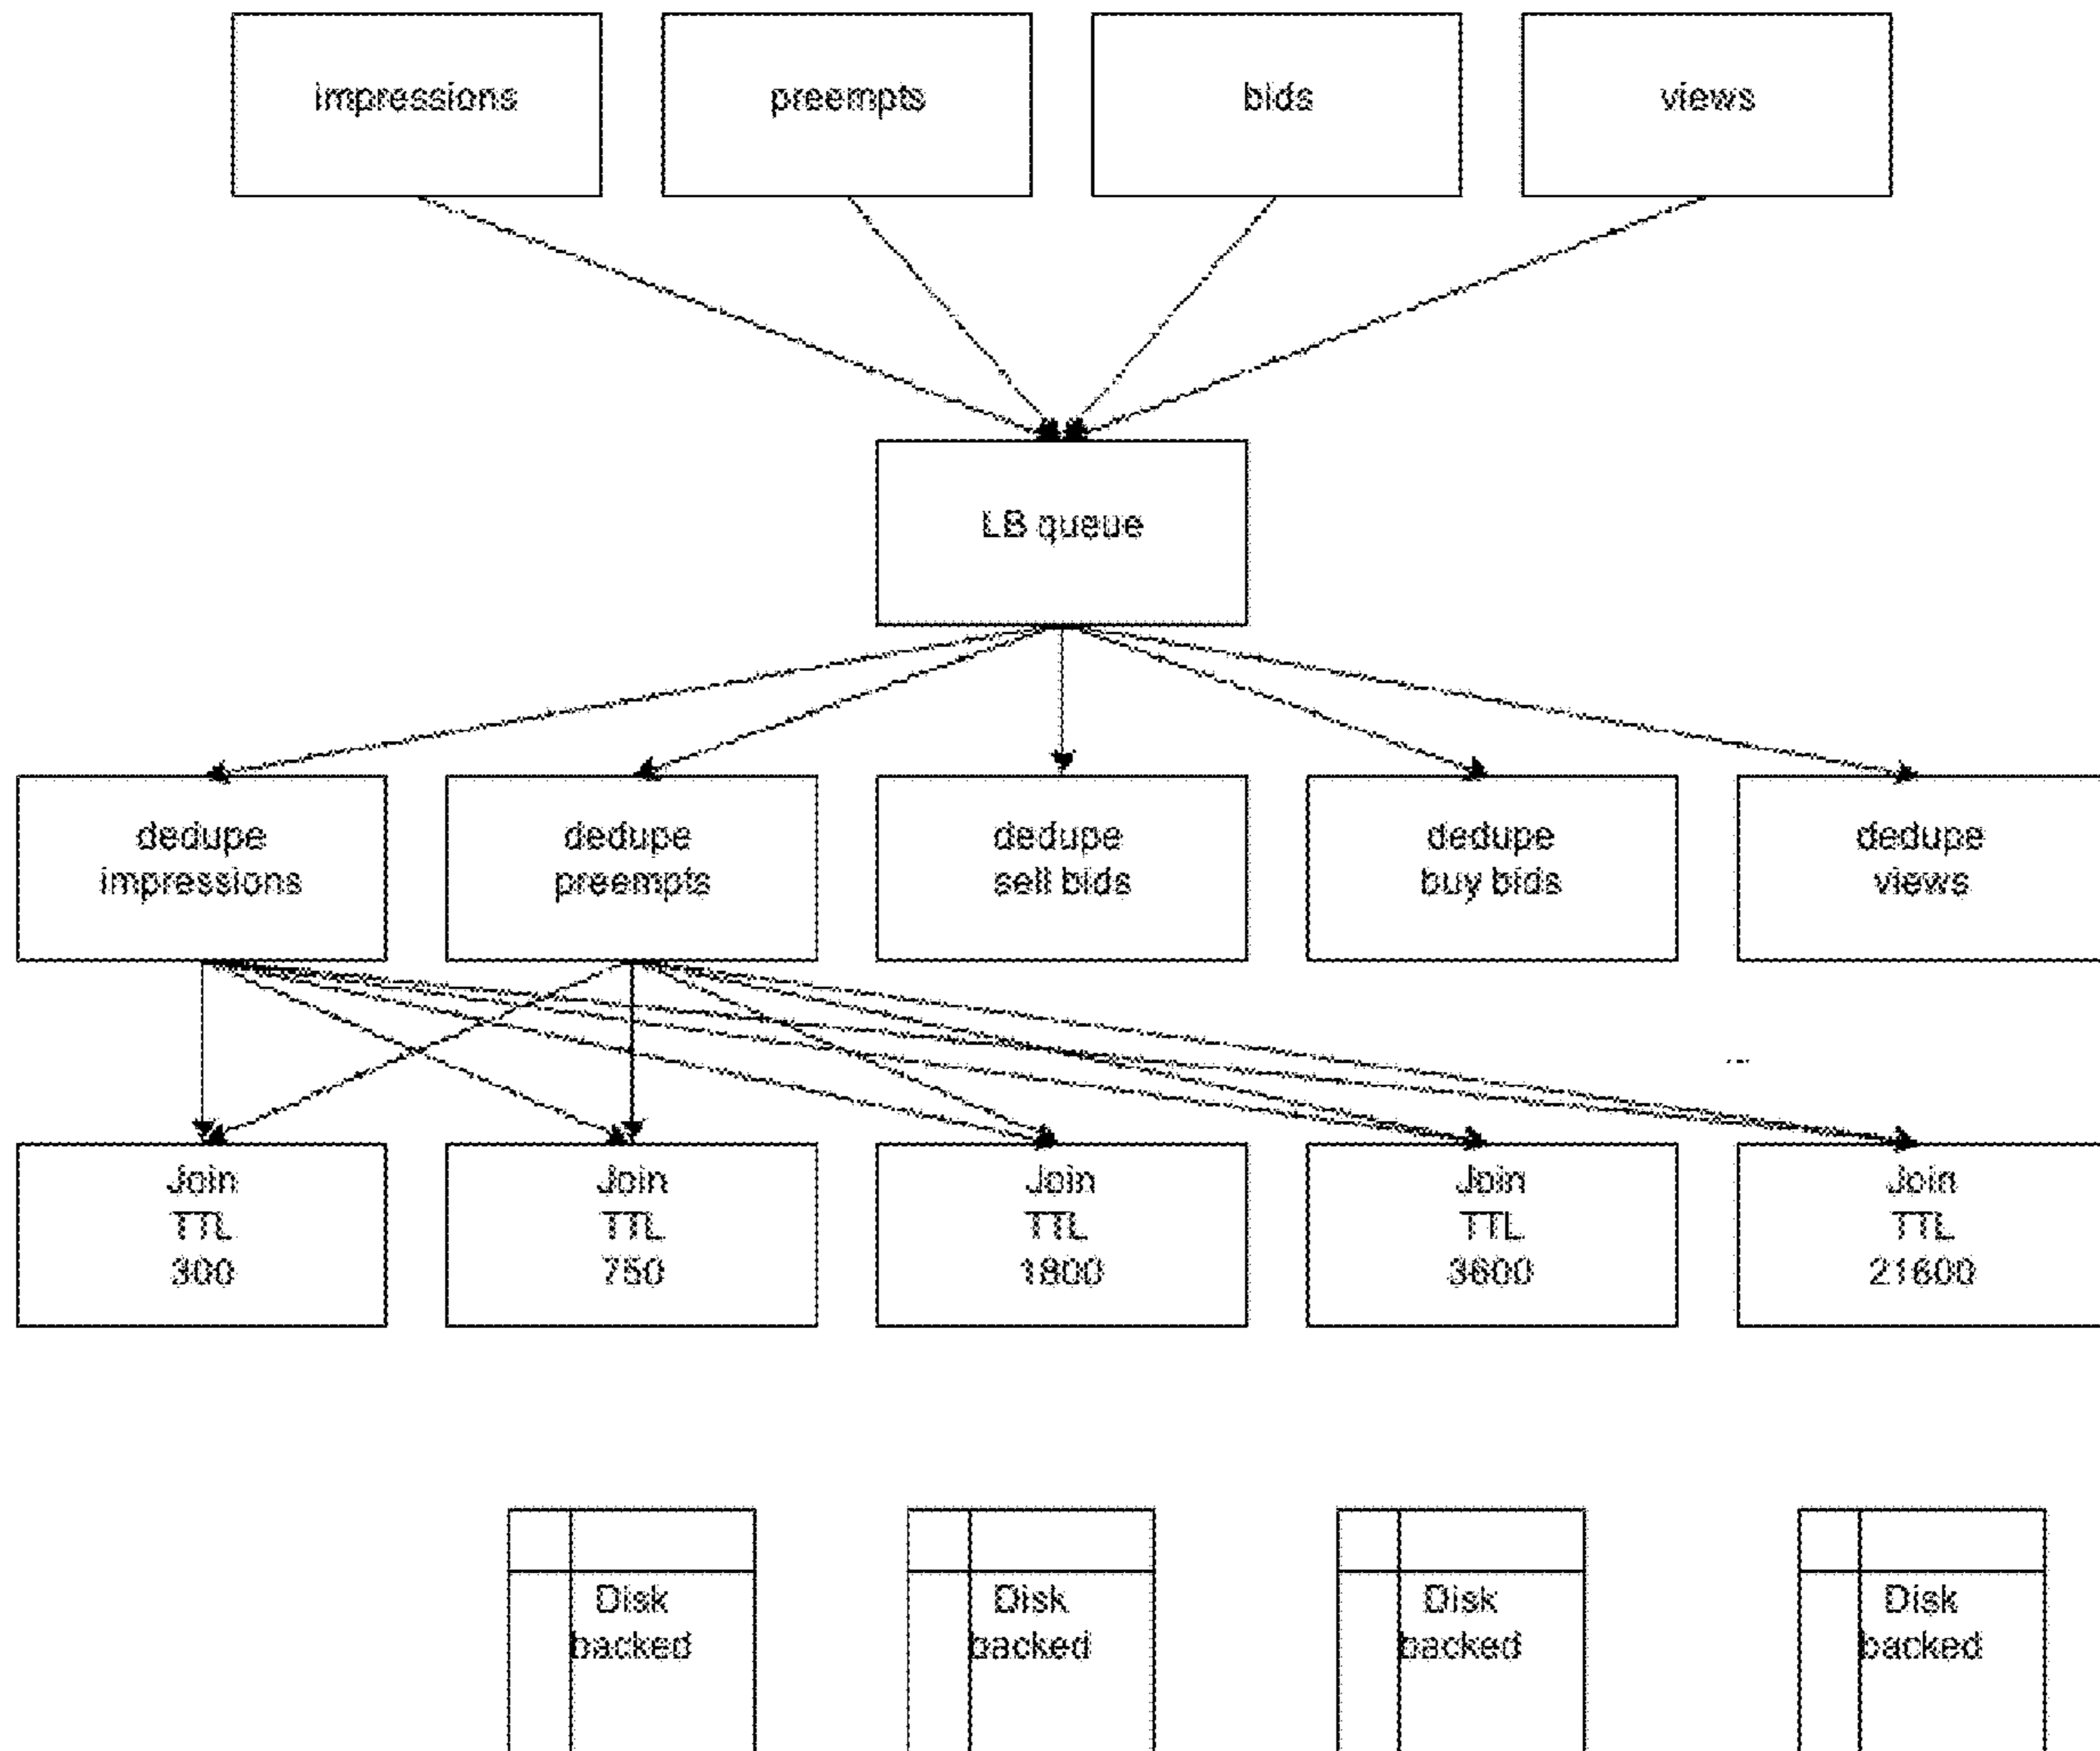 impressions
preempts
bids
views
LB queue
dedupe
impressions
dedupe
preempts
dedupe
sell bids
dedupe
buy bids
dedupe
views
Join
TTL
300
Join
TTL
750
Join
TTL
1800
Join
TTL
3600
Join
TTL
21600
Disk
backed
Disk
backed
Disk
backed
Disk
backed